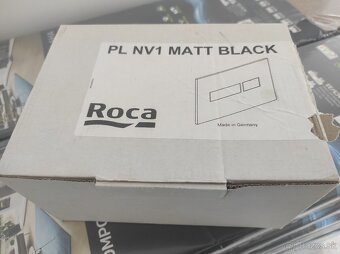 PL NV1 MATT BLACK
Roca
Made in Germany